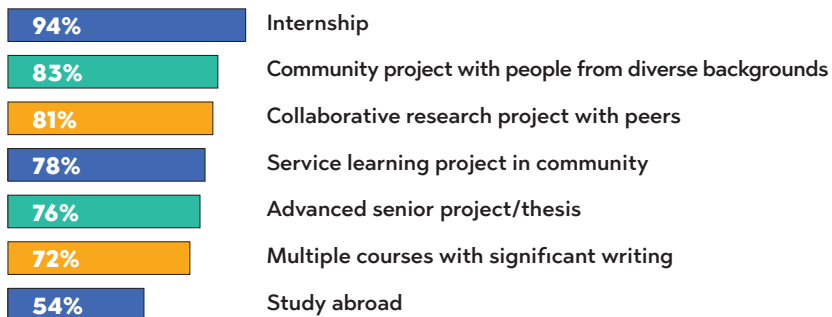 94% Internship
83% Community project with people from diverse backgrounds
81% Collaborative research project with peers
78% Service learning project in community
76% Advanced senior project/thesis
72% Multiple courses with significant writing
54% Study abroad